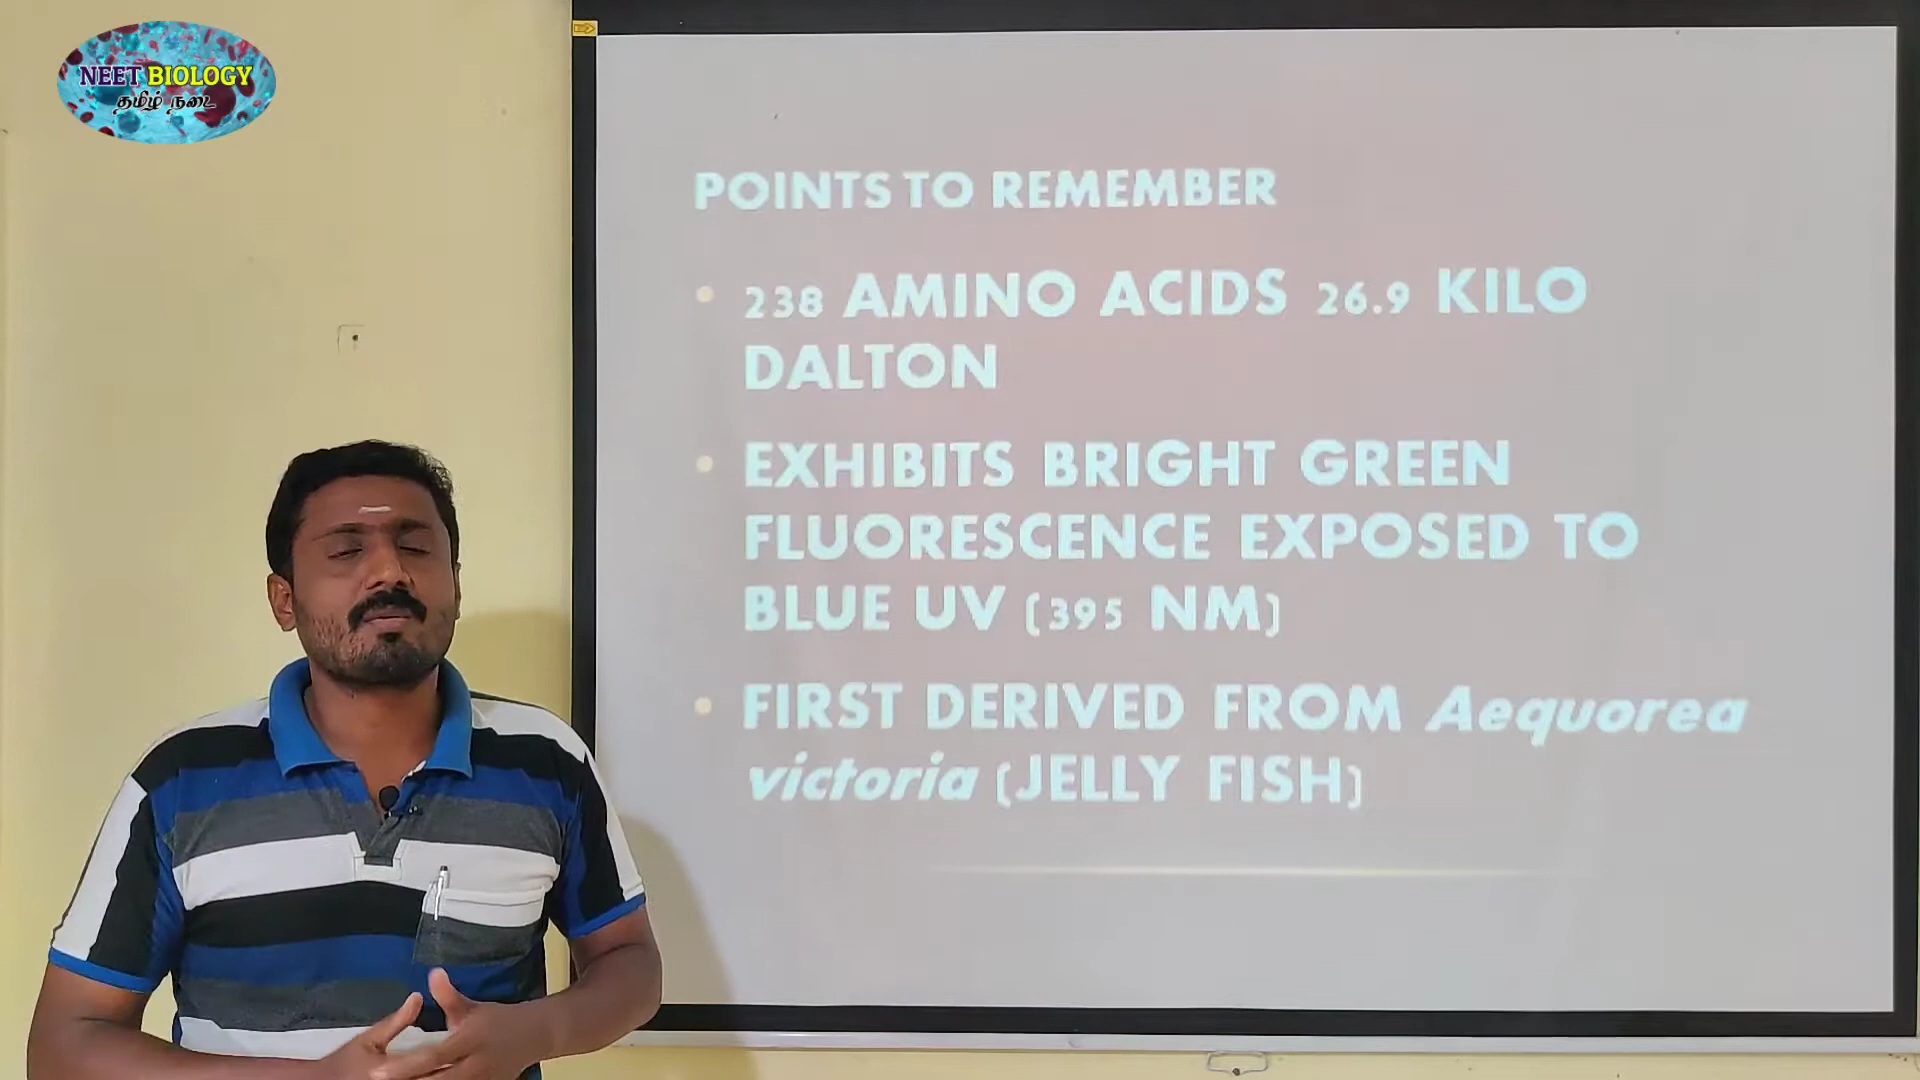 NEET BIOLOGY
தமிழ் நடை
POINTS TO REMEMBER
• 238 AMINO ACIDS 26.9 KILO
DALTON
• EXHIBITS BRIGHT GREEN
FLUORESCENCE EXPOSED TO
BLUE UV (395 NM)
• FIRST DERIVED FROM Aequorea
victoria (JELLY FISH)